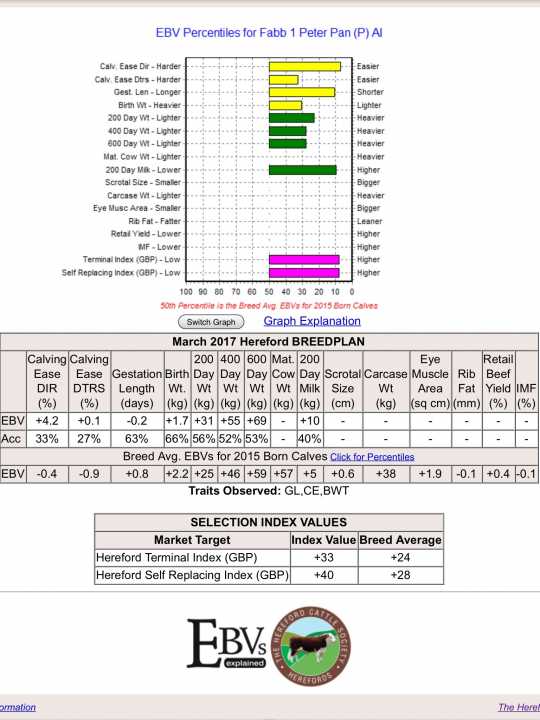 EBV Percentiles for Fabb 1 Peter Pan (P) AI
Calv. Ease Dir - Harder Easier
Calv. Ease Dtrs - Harder Easier
Gest. Len - Longer Shorter
Birth Wt - Heavier Lighter
200 Day Wt - Lighter Heavier
400 Day Wt - Lighter Heavier
600 Day Wt - Lighter Heavier
Mat. Cow Wt - Lighter Heavier
200 Day Milk - Lower Higher
Scrotal Size - Smaller Bigger
Carcase Wt - Lighter Heavier
Eye Musc Area - Smaller Bigger
Rib Fat - Fatter Leaner
Retail Yield - Lower Higher
IMF - Lower Higher
Terminal Index (GBP) - Low Higher
Self Replacing Index (GBP) - Low Higher
100 90 80 70 60 50 40 30 20 10 0
50th Percentile is the Breed Avg. EBVs for 2015 Born Calves
Switch Graph Graph Explanation
March 2017 Hereford BREEDPLAN
Calving Ease DIR (%) Calving Ease DTRS (%) Gestation Length (days) Birth Wt. (kg) 200 Day Wt (kg) 400 Day Wt (kg) 600 Day Wt (kg) Mat. Cow Wt (kg) 200 Day Milk (kg) Scrotal Size (cm) Carcase Wt (kg) Eye Muscle Area (sq cm) Rib Fat (mm) Retail Beef Yield (%) IMF (%)
EBV +4.2 +0.1 -0.2 +1.7 +31 +55 +69 - +10 - - - - - -
Acc 33% 27% 63% 66% 56% 52% 53% - 40% - - - - - -
Breed Avg. EBVs for 2015 Born Calves Click for Percentiles
EBV -0.4 -0.9 +0.8 +2.2 +25 +46 +59 +57 +5 +0.6 +38 +1.9 -0.1 +0.4 -0.1
Traits Observed: GL,CE,BWT
SELECTION INDEX VALUES
Market Target Index Value Breed Average
Hereford Terminal Index (GBP) +33 +24
Hereford Self Replacing Index (GBP) +40 +28
EBVs
explained
THE HEREFORD CATTLE SOCIETY
HEREFORDS
ormation The Heref